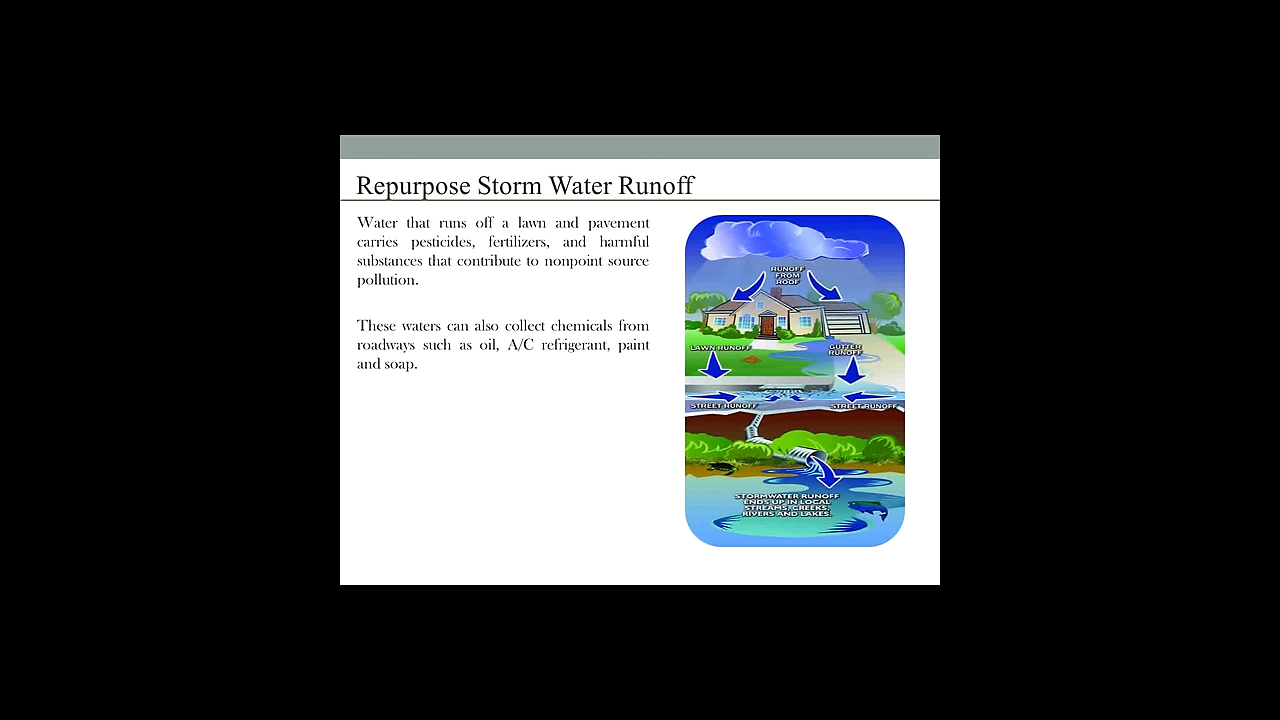 Repurpose Storm Water Runoff
Water that runs off a lawn and pavement
carries pesticides, fertilizers, and harmful
substances that contribute to nonpoint source
pollution.
These waters can also collect chemicals from
roadways such as oil, A/C refrigerant, paint
and soap.
RUNOFF
FROM
ROOF
LAWN RUNOFF
GUTTER
RUNOFF
STREET RUNOFF
STREET RUNOFF
STORMWATER RUNOFF
ENDS UP IN LOCAL
STREAMS, CREEKS,
RIVERS AND LAKES.